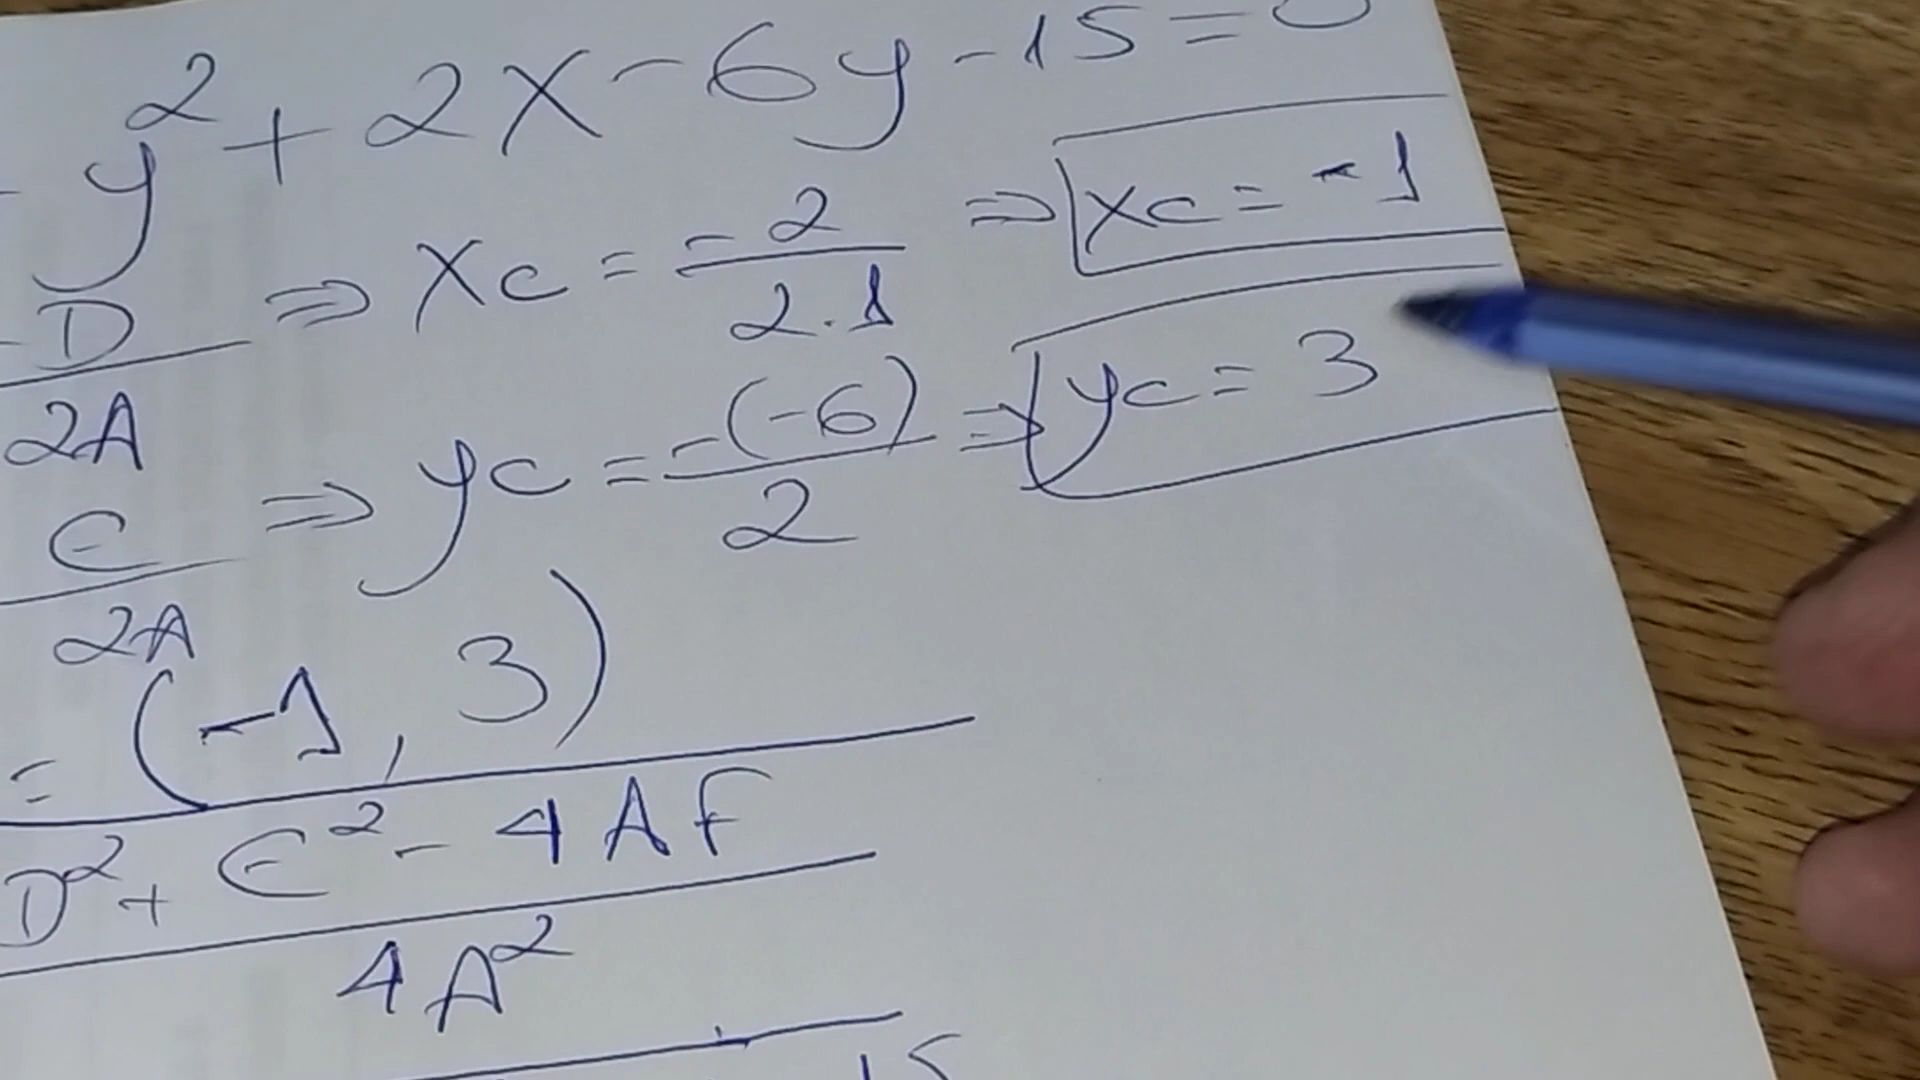 y² + 2x - 6y - 15 = 0
D/2A ⇒ xc = -2/2.1 ⇒ xc = -1
E/2A ⇒ yc = -(-6)/2 ⇒ yc = 3
= (-1, 3)
D² + E² - 4AF
4A²
15